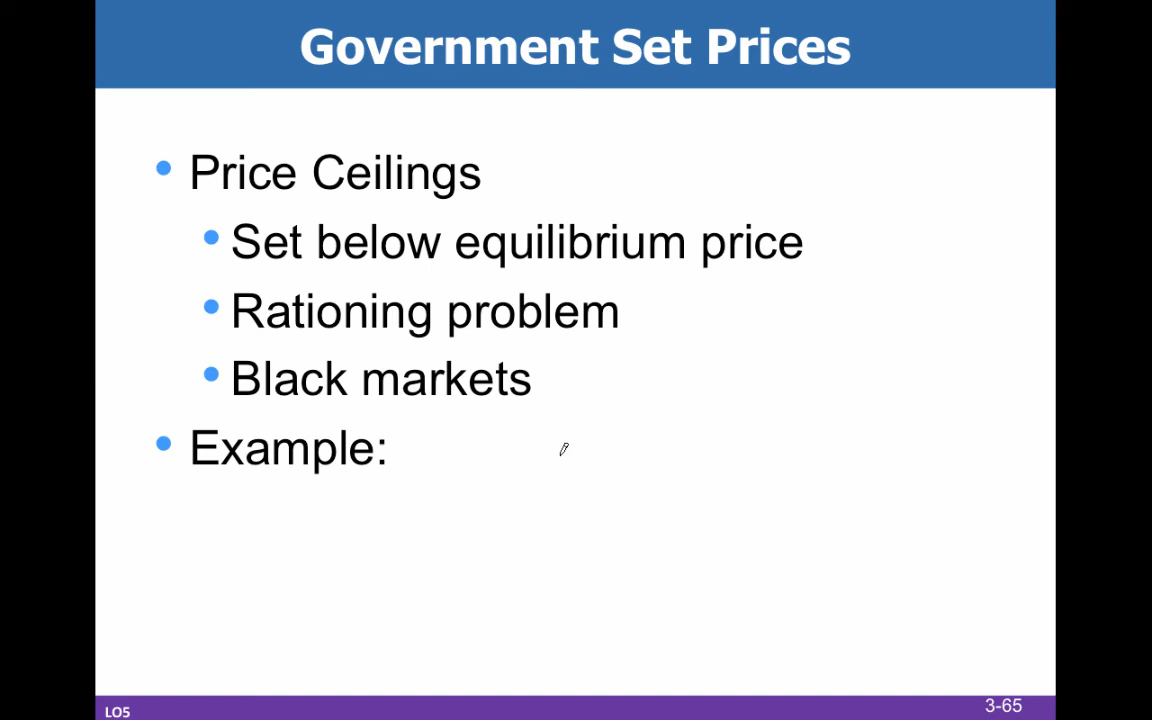 Government Set Prices
• Price Ceilings
• Set below equilibrium price
• Rationing problem
• Black markets
• Example:
LO5
3-65